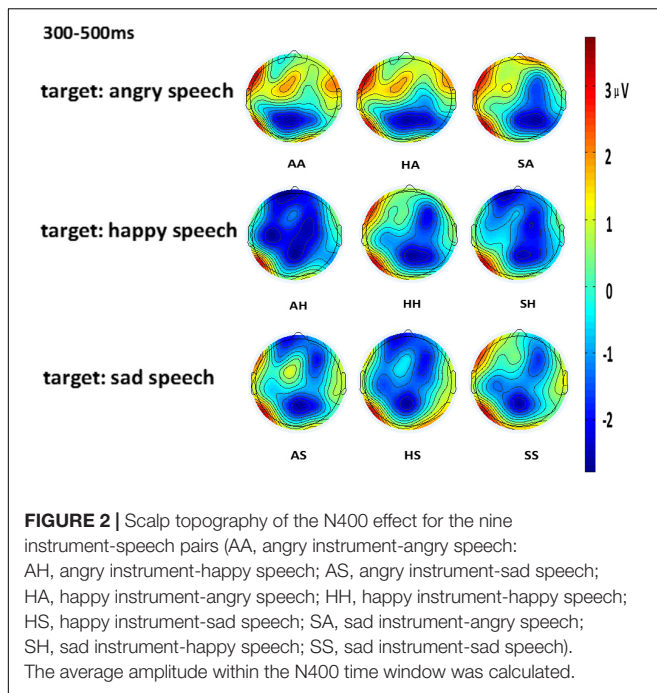 300-500ms
target: angry speech
AA HA SA
3μV
2
1
0
-1
-2
target: happy speech
AH HH SH
target: sad speech
AS HS SS
FIGURE 2 | Scalp topography of the N400 effect for the nine
instrument-speech pairs (AA, angry instrument-angry speech:
AH, angry instrument-happy speech; AS, angry instrument-sad speech;
HA, happy instrument-angry speech; HH, happy instrument-happy speech;
HS, happy instrument-sad speech; SA, sad instrument-angry speech;
SH, sad instrument-happy speech; SS, sad instrument-sad speech).
The average amplitude within the N400 time window was calculated.